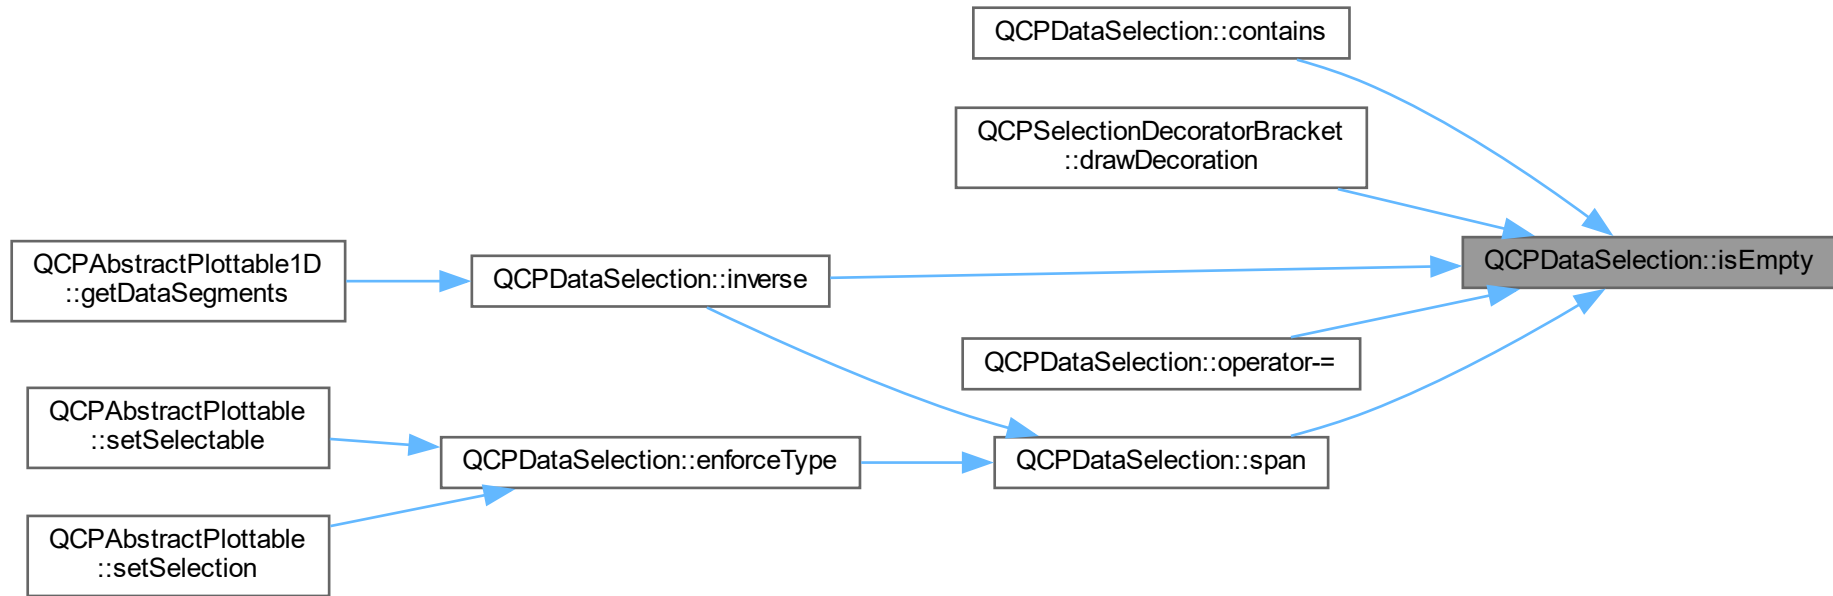 QCPDataSelection::contains
QCPSelectionDecoratorBracket
::drawDecoration
QCPAbstractPlottable1D
::getDataSegments
QCPDataSelection::inverse
QCPDataSelection::isEmpty
QCPDataSelection::operator-=
QCPAbstractPlottable
::setSelectable
QCPDataSelection::enforceType
QCPDataSelection::span
QCPAbstractPlottable
::setSelection